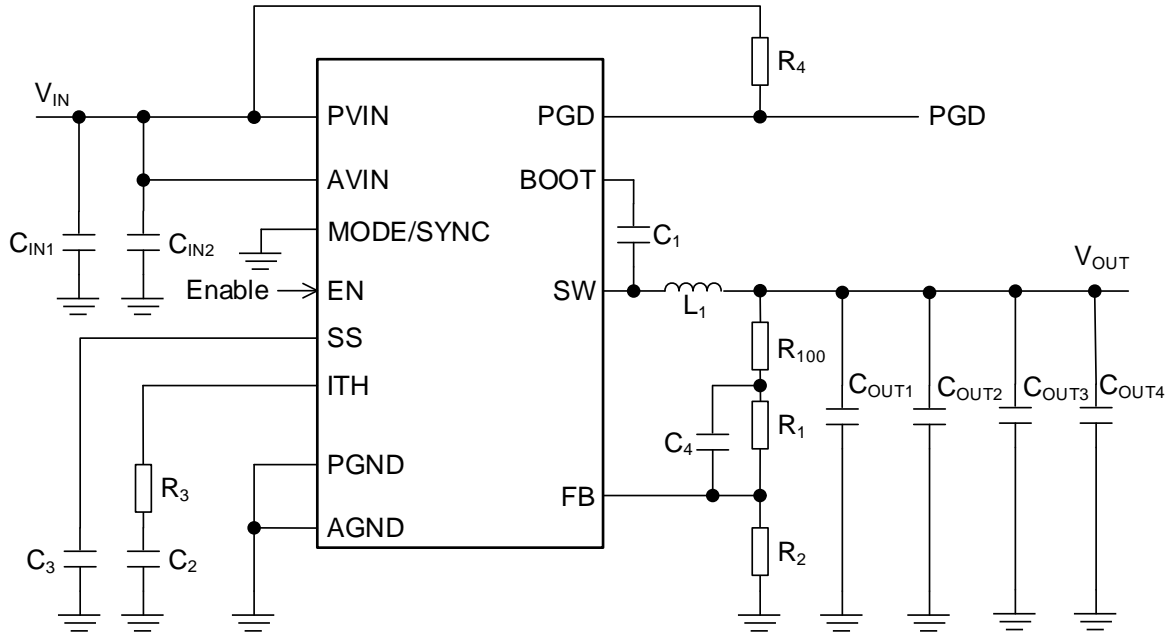 R4
VIN
PVIN
PGD
PGD
AVIN
BOOT
CIN1
CIN2
MODE/SYNC
C1
VOUT
Enable
EN
SW
L1
SS
R100
ITH
COUT1
COUT2
COUT3
COUT4
C4
R1
PGND
R3
FB
AGND
C3
C2
R2